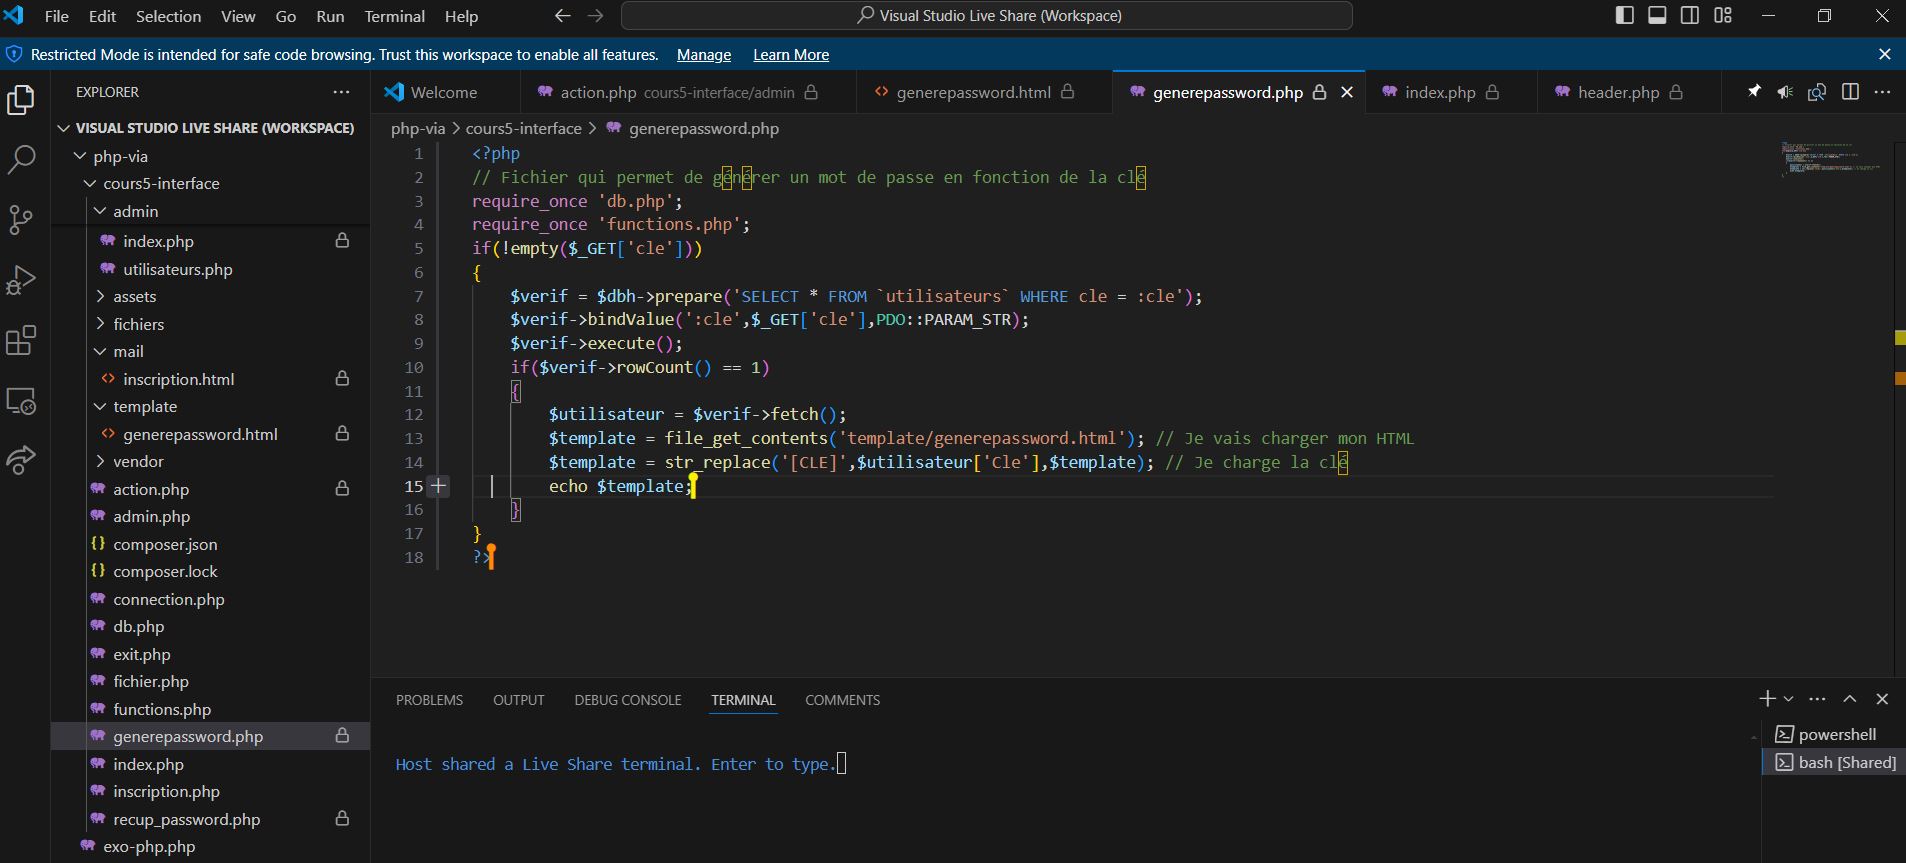 File Edit Selection View Go Run Terminal Help
Visual Studio Live Share (Workspace)
Restricted Mode is intended for safe code browsing. Trust this workspace to enable all features. Manage Learn More
EXPLORER
VISUAL STUDIO LIVE SHARE (WORKSPACE)
php-via
cours5-interface
admin
index.php
utilisateurs.php
assets
fichiers
mail
inscription.html
template
generepassword.html
vendor
action.php
admin.php
composer.json
composer.lock
connection.php
db.php
exit.php
fichier.php
functions.php
generepassword.php
index.php
inscription.php
recup_password.php
exo-php.php
Welcome
action.php cours5-interface/admin
generepassword.html
generepassword.php
index.php
header.php
php-via > cours5-interface > generepassword.php
1 <?php
2 // Fichier qui permet de générer un mot de passe en fonction de la clé
3 require_once 'db.php';
4 require_once 'functions.php';
5 if(!empty($_GET['cle']))
6 {
7 $verif = $dbh->prepare('SELECT * FROM `utilisateurs` WHERE cle = :cle');
8 $verif->bindValue(':cle',$_GET['cle'],PDO::PARAM_STR);
9 $verif->execute();
10 if($verif->rowCount() == 1)
11 {
12 $utilisateur = $verif->fetch();
13 $template = file_get_contents('template/generepassword.html'); // Je vais charger mon HTML
14 $template = str_replace('[CLE]',$utilisateur['Cle'],$template); // Je charge la clé
15 echo $template;
16 }
17 }
18 ?>
PROBLEMS OUTPUT DEBUG CONSOLE TERMINAL COMMENTS
Host shared a Live Share terminal. Enter to type.
powershell
bash [Shared]